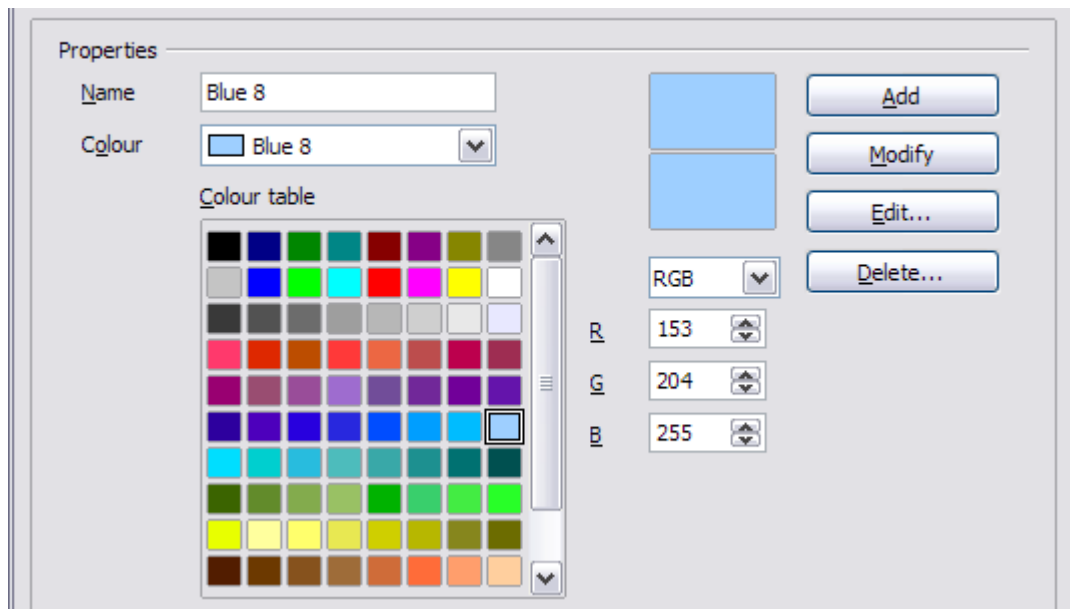 Properties
Name
Blue 8
Add
Colour
Blue 8
Modify
Colour table
Edit...
RGB
Delete...
R
153
G
204
B
255